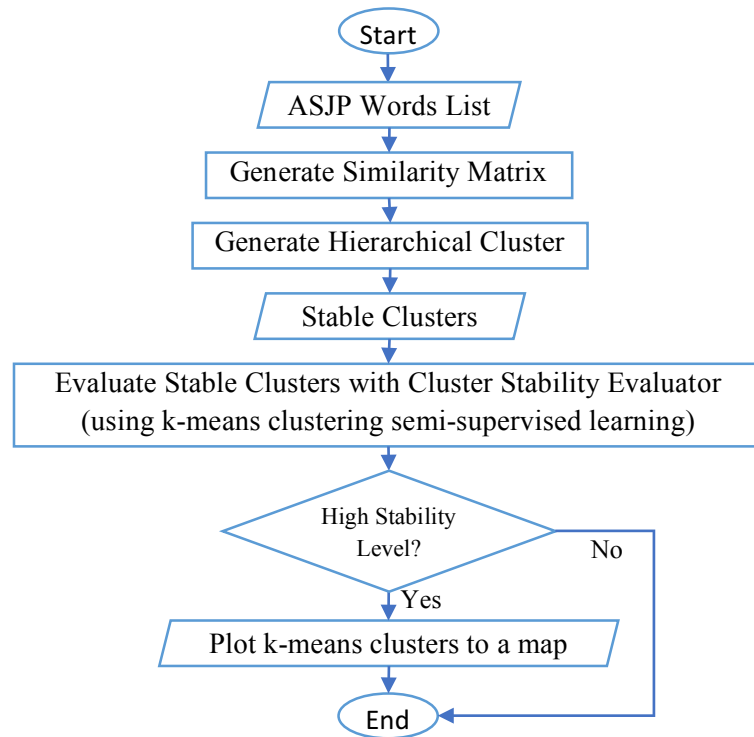 Start
ASJP Words List
Generate Similarity Matrix
Generate Hierarchical Cluster
Stable Clusters
Evaluate Stable Clusters with Cluster Stability Evaluator
(using k-means clustering semi-supervised learning)
High Stability
Level?
No
Yes
Plot k-means clusters to a map
End